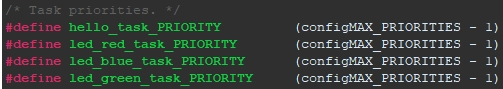 /* Task priorities. */
#define hello_task_PRIORITY (configMAX_PRIORITIES - 1)
#define led_red_task_PRIORITY (configMAX_PRIORITIES - 1)
#define led_blue_task_PRIORITY (configMAX_PRIORITIES - 1)
#define led_green_task_PRIORITY (configMAX_PRIORITIES - 1)